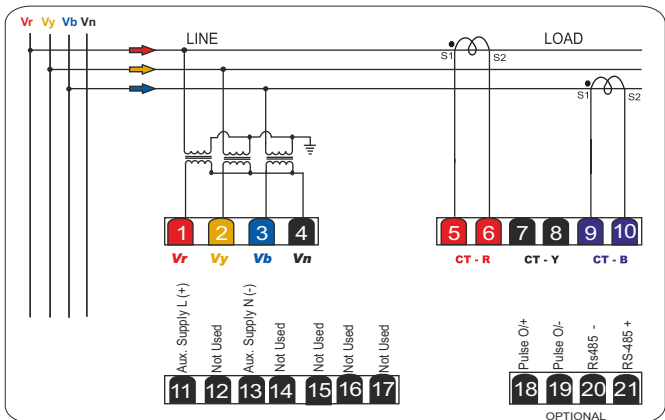 Vr Vy Vb Vn
LINE
LOAD
S1 S2
S1 S2
1 2 3 4
Vr Vy Vb Vn
5 6 7 8 9 10
CT - R CT - Y CT - B
Aux. Supply L (+)
Not Used
Aux. Supply N (-)
Not Used
Not Used
Not Used
Not Used
11 12 13 14 15 16 17
Pulse O/+
Pulse O/-
Rs485 -
RS-485 +
18 19 20 21
OPTIONAL